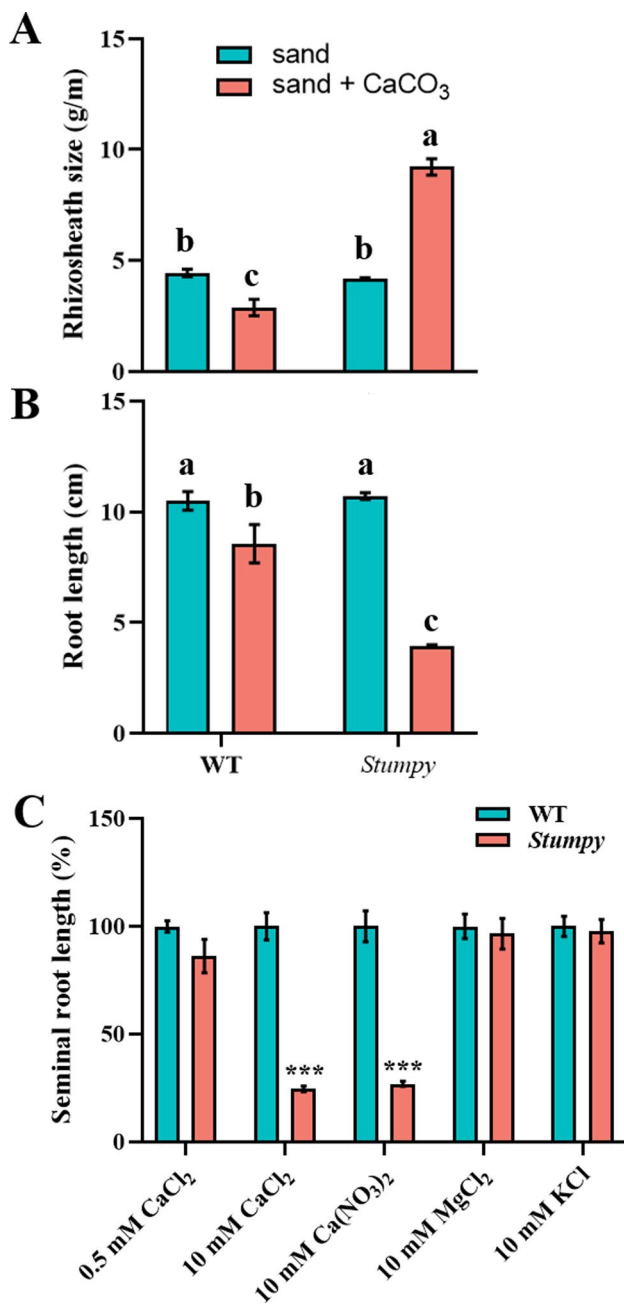 A
sand
sand + CaCO₃
Rhizosheath size (g/m)
15
10
5
0
b
c
b
a
B
Root length (cm)
15
10
5
0
a
b
a
c
WT
Stumpy
C
WT
Stumpy
Seminal root length (%)
150
100
50
0
***
***
0.5 mM CaCl₂
10 mM CaCl₂
10 mM Ca(NO₃)₂
10 mM MgCl₂
10 mM KCl